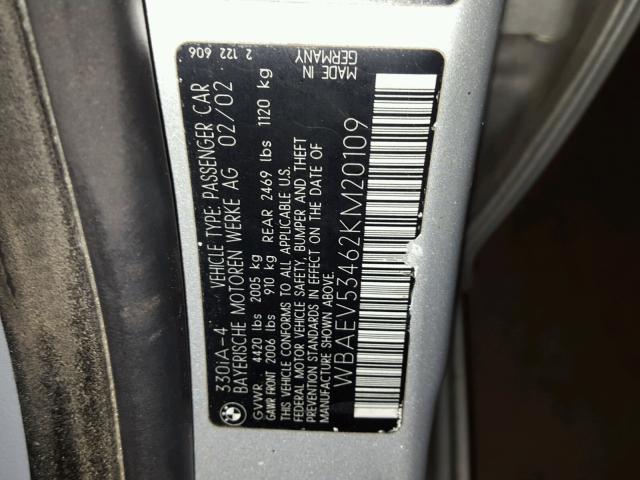 330iA-4 VEHICLE TYPE: PASSENGER CAR
BAYERISCHE MOTOREN WERKE AG 02/02
GVWR. 4420 lbs 2005 kg
GAWR FRONT 2006 lbs 910 kg REAR 2469 lbs 1120 kg
THIS VEHICLE CONFORMS TO ALL APPLICABLE U.S.
FEDERAL MOTOR VEHICLE SAFETY, BUMPER AND THEFT
PREVENTION STANDARDS IN EFFECT ON THE DATE OF
MANUFACTURE SHOWN ABOVE.
WBAEV53462KM20109
2 122 606
MADE IN
GERMANY